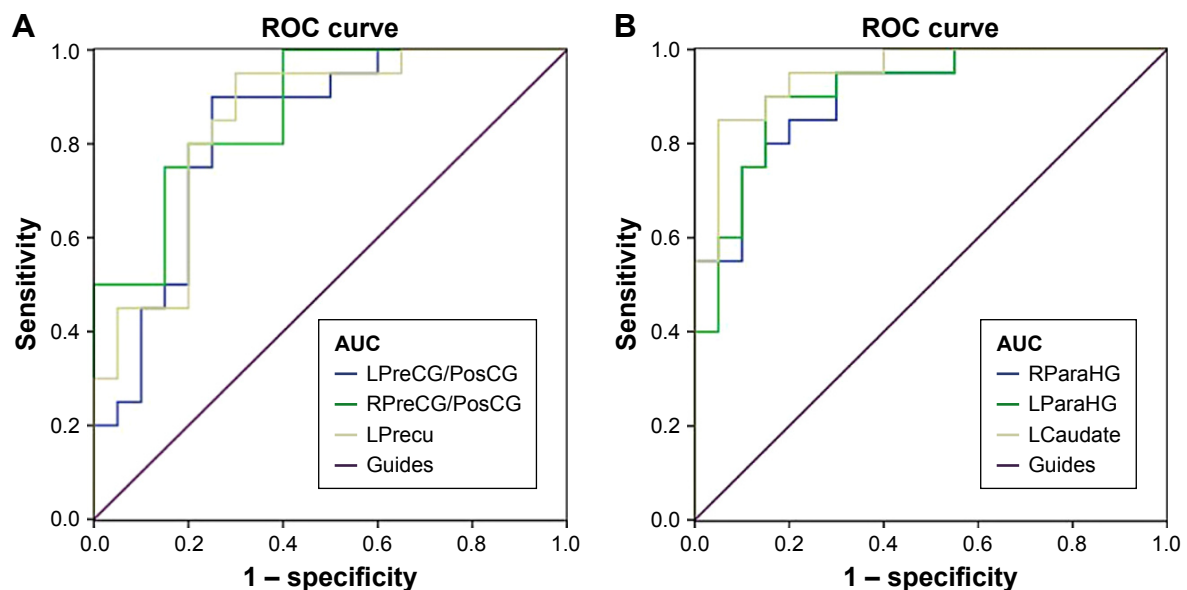 A
ROC curve
1.0
0.8
0.6
0.4
0.2
0.0
Sensitivity
AUC
LPreCG/PosCG
RPreCG/PosCG
LPrecu
Guides
0.0 0.2 0.4 0.6 0.8 1.0
1 – specificity
B
ROC curve
1.0
0.8
0.6
0.4
0.2
0.0
Sensitivity
AUC
RParaHG
LParaHG
LCaudate
Guides
0.0 0.2 0.4 0.6 0.8 1.0
1 – specificity